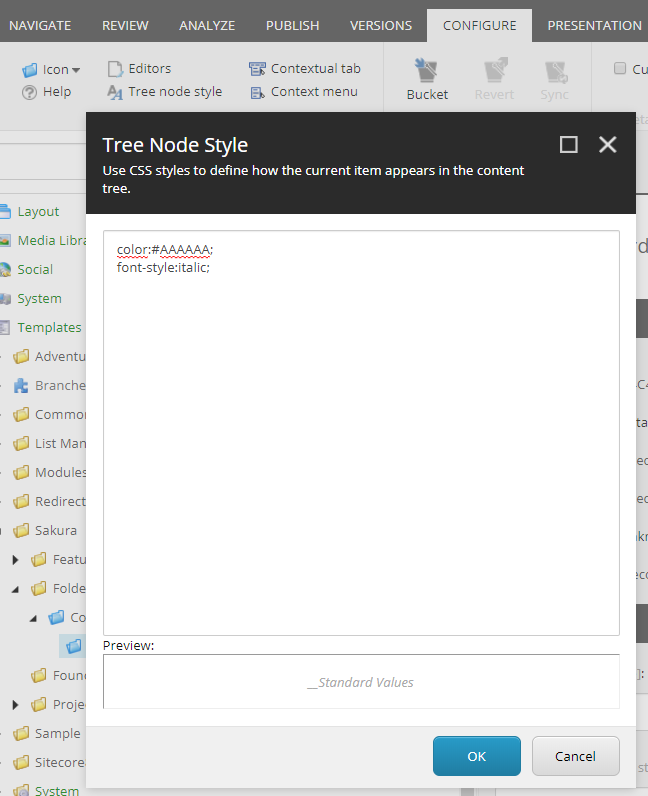 NAVIGATE REVIEW ANALYZE PUBLISH VERSIONS CONFIGURE PRESENTATION
Icon Editors Contextual tab
Help Tree node style Context menu
Bucket Revert Sync
Tree Node Style
Use CSS styles to define how the current item appears in the content
tree.
color:#AAAAAA;
font-style:italic;
Layout
Media Libra
Social
System
Templates
Adventu
Branche
Commo
List Man
Modules
Redirect
Sakura
Featu
Folde
Co
Foun
Projec
Sample
Sitecore
System
Preview:
__Standard Values
OK Cancel